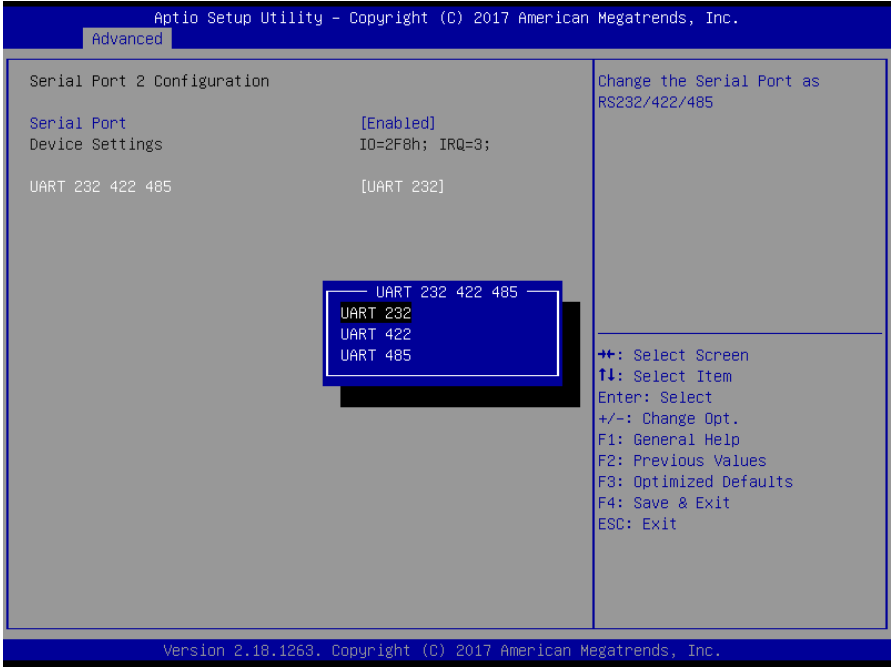 Aptio Setup Utility – Copyright (C) 2017 American Megatrends, Inc.
Advanced
Serial Port 2 Configuration
Serial Port [Enabled]
Device Settings IO=2F8h; IRQ=3;
UART 232 422 485 [UART 232]
UART 232 422 485
UART 232
UART 422
UART 485
Change the Serial Port as
RS232/422/485
→←: Select Screen
↑↓: Select Item
Enter: Select
+/-: Change Opt.
F1: General Help
F2: Previous Values
F3: Optimized Defaults
F4: Save & Exit
ESC: Exit
Version 2.18.1263. Copyright (C) 2017 American Megatrends, Inc.